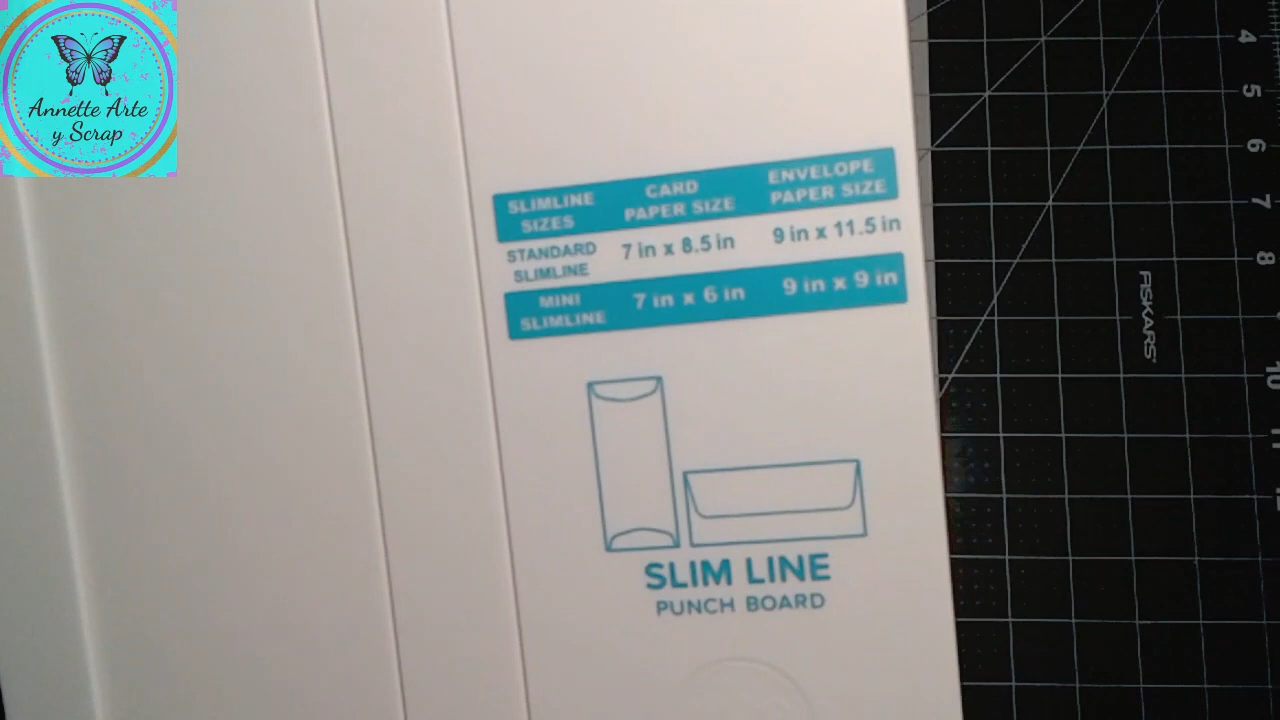 Annette Arte
y Scrap
SLIMLINE SIZES
CARD PAPER SIZE
ENVELOPE PAPER SIZE
STANDARD SLIMLINE
7 in x 8.5 in
9 in x 11.5 in
MINI SLIMLINE
7 in x 6 in
9 in x 9 in
SLIM LINE
PUNCH BOARD
4
5
6
7
8
FISKARS
10